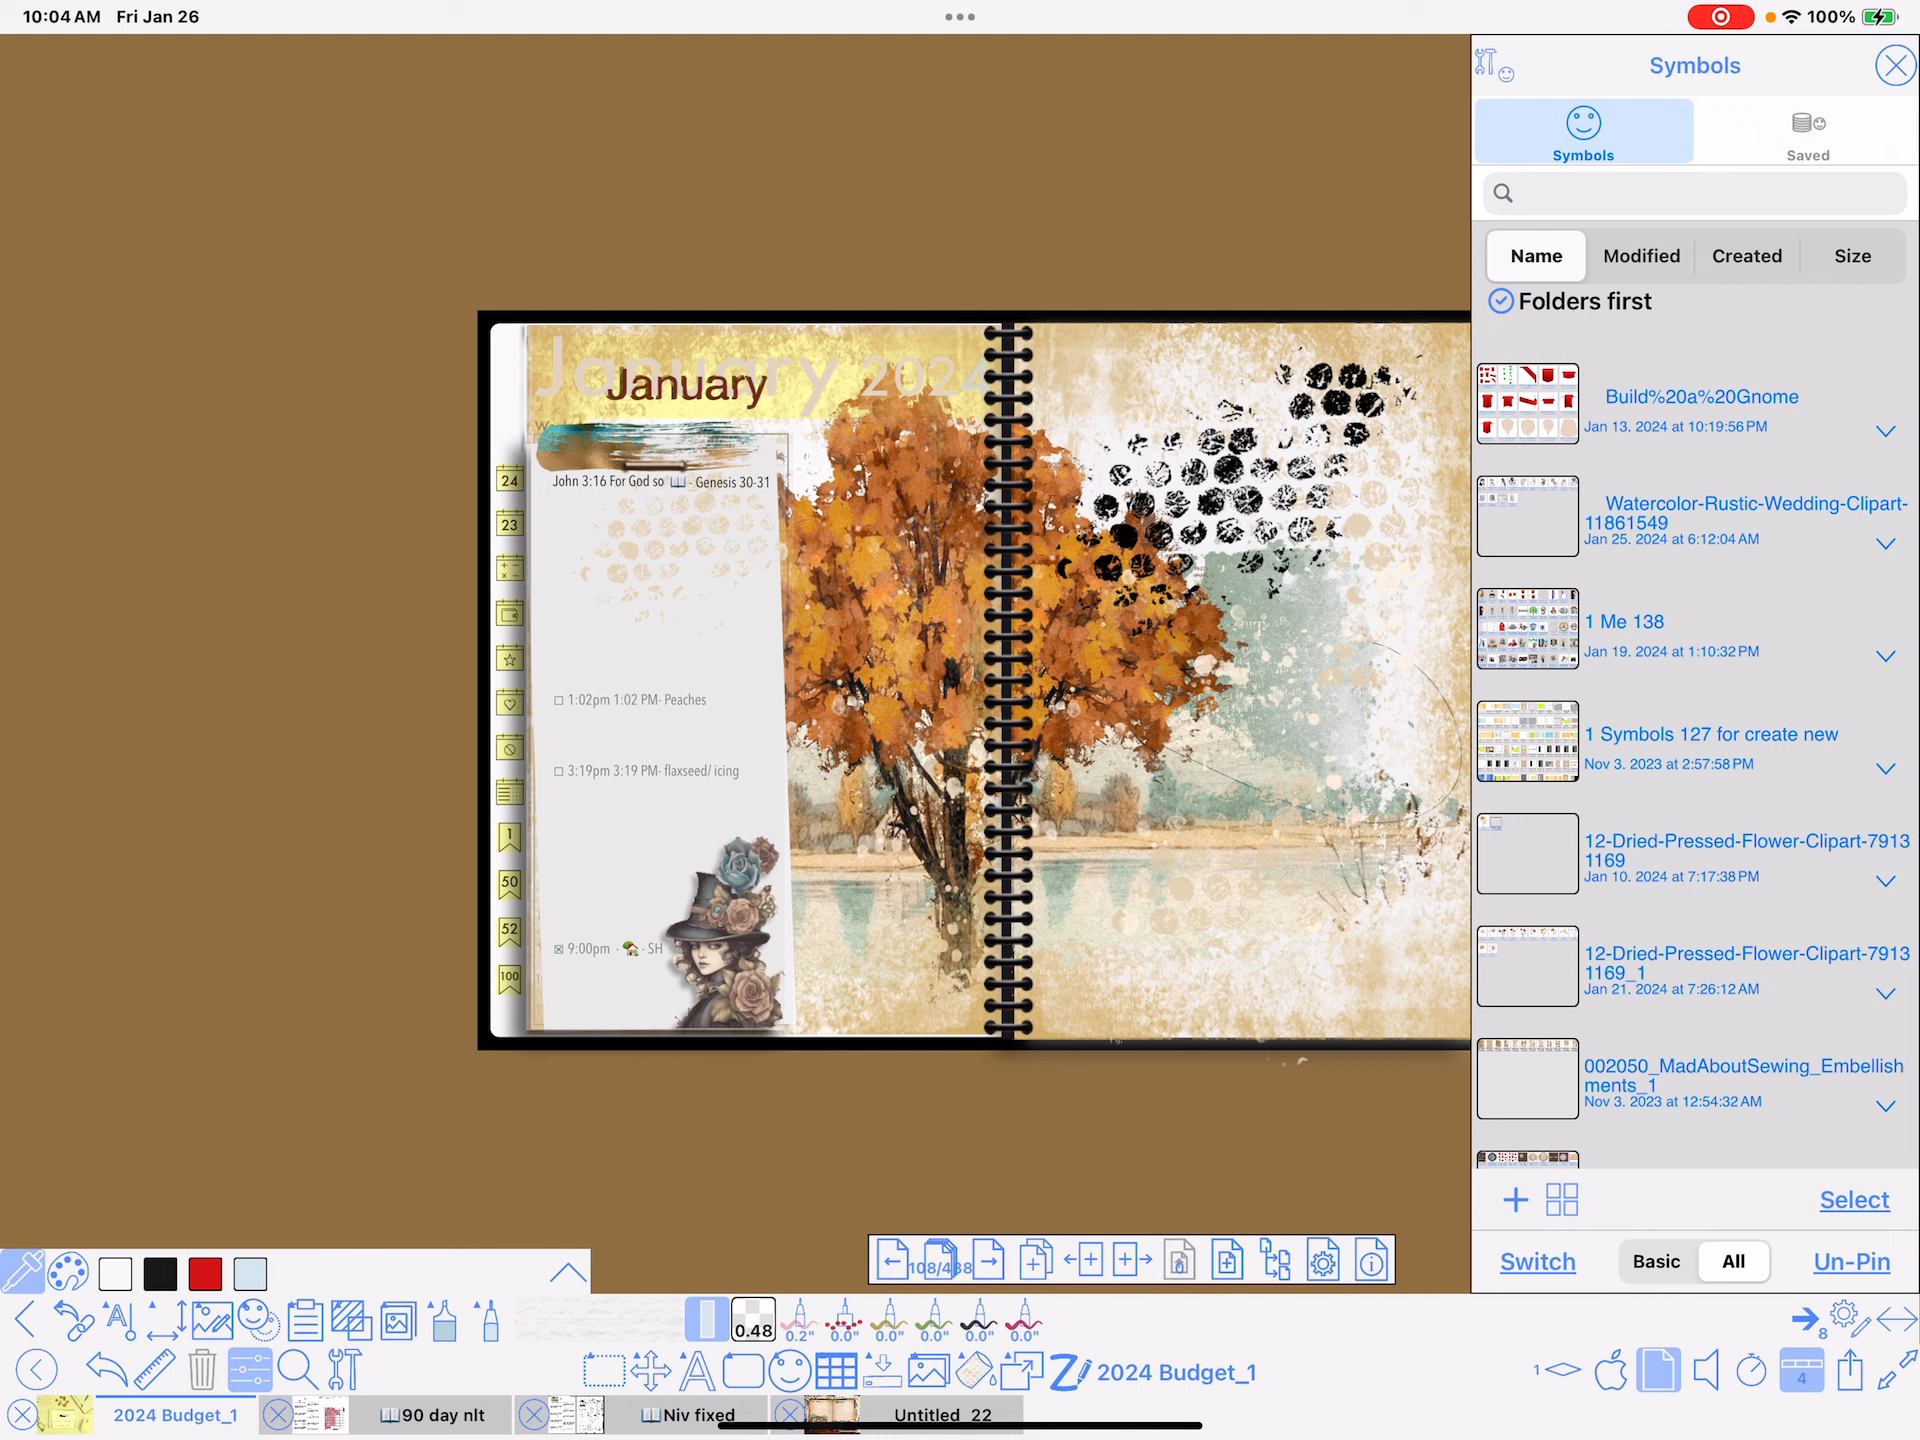 10:04 AM Fri Jan 26
100%
Symbols
Symbols
Saved
Name Modified Created Size
Folders first
Build%20a%20Gnome
Jan 13. 2024 at 10:19:56 PM
Watercolor-Rustic-Wedding-Clipart-
11861549
Jan 25. 2024 at 6:12:04 AM
1 Me 138
Jan 19. 2024 at 1:10:32 PM
1 Symbols 127 for create new
Nov 3. 2023 at 2:57:58 PM
12-Dried-Pressed-Flower-Clipart-7913
1169
Jan 10. 2024 at 7:17:38 PM
12-Dried-Pressed-Flower-Clipart-7913
1169_1
Jan 21. 2024 at 7:26:12 AM
002050_MadAboutSewing_Embellish
ments_1
Nov 3. 2023 at 12:54:32 AM
Select
Switch Basic All Un-Pin
January 2024
January
John 3:16 For God so 📖 - Genesis 30-31
1:02pm 1:02 PM- Peaches
3:19pm 3:19 PM- flaxseed/ icing
9:00pm - 🏡 - SH
24
23
1
50
52
100
108/488
0
0.48
0.2" 0.0" 0.0" 0.0" 0.0" 0.0"
8
2024 Budget_1
1
4
2024 Budget_1
📖90 day nlt
📖Niv fixed
Untitled 22